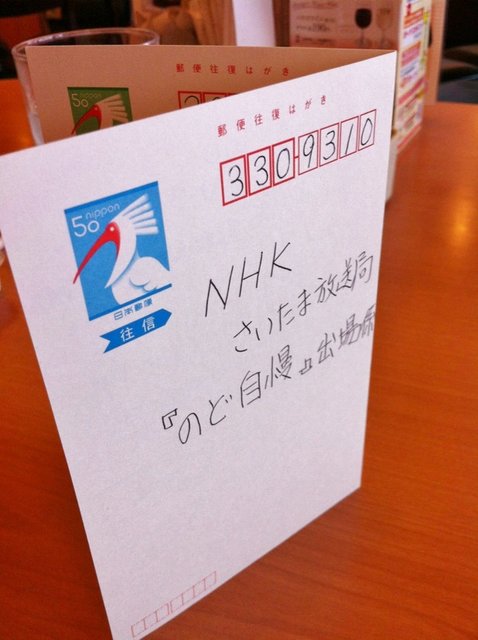 郵便往復はがき
50
郵便往復はがき
3309310
50 nippon
日本郵便
往信
NHK
さいたま放送局
『のど自慢』出場係